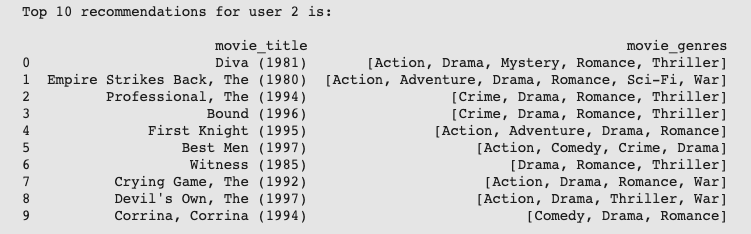 Top 10 recommendations for user 2 is:
movie_title movie_genres
0 Diva (1981) [Action, Drama, Mystery, Romance, Thriller]
1 Empire Strikes Back, The (1980) [Action, Adventure, Drama, Romance, Sci-Fi, War]
2 Professional, The (1994) [Crime, Drama, Romance, Thriller]
3 Bound (1996) [Crime, Drama, Romance, Thriller]
4 First Knight (1995) [Action, Adventure, Drama, Romance]
5 Best Men (1997) [Action, Comedy, Crime, Drama]
6 Witness (1985) [Drama, Romance, Thriller]
7 Crying Game, The (1992) [Action, Drama, Romance, War]
8 Devil's Own, The (1997) [Action, Drama, Thriller, War]
9 Corrina, Corrina (1994) [Comedy, Drama, Romance]